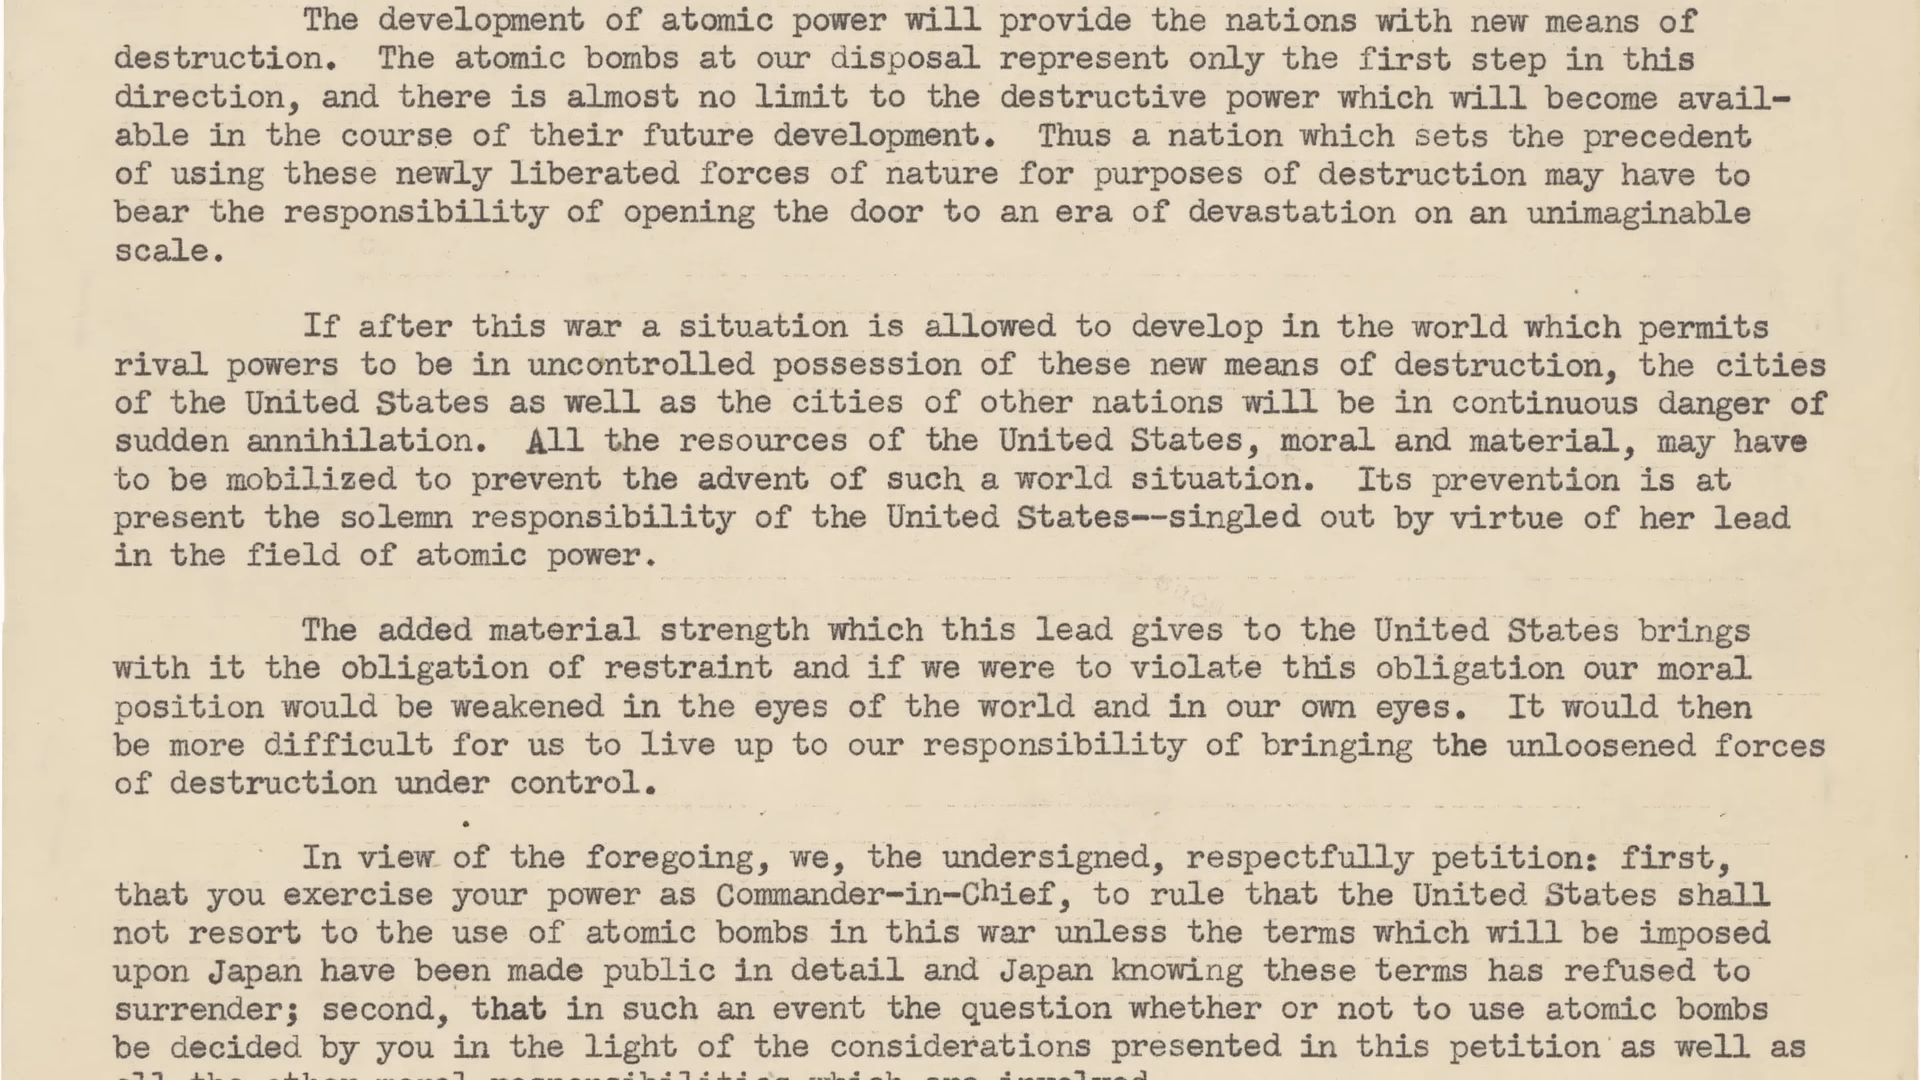 The development of atomic power will provide the nations with new means of
destruction. The atomic bombs at our disposal represent only the first step in this
direction, and there is almost no limit to the destructive power which will become avail-
able in the course of their future development. Thus a nation which sets the precedent
of using these newly liberated forces of nature for purposes of destruction may have to
bear the responsibility of opening the door to an era of devastation on an unimaginable
scale.
If after this war a situation is allowed to develop in the world which permits
rival powers to be in uncontrolled possession of these new means of destruction, the cities
of the United States as well as the cities of other nations will be in continuous danger of
sudden annihilation. All the resources of the United States, moral and material, may have
to be mobilized to prevent the advent of such a world situation. Its prevention is at
present the solemn responsibility of the United States--singled out by virtue of her lead
in the field of atomic power.
The added material strength which this lead gives to the United States brings
with it the obligation of restraint and if we were to violate this obligation our moral
position would be weakened in the eyes of the world and in our own eyes. It would then
be more difficult for us to live up to our responsibility of bringing the unloosened forces
of destruction under control.
In view of the foregoing, we, the undersigned, respectfully petition: first,
that you exercise your power as Commander-in-Chief, to rule that the United States shall
not resort to the use of atomic bombs in this war unless the terms which will be imposed
upon Japan have been made public in detail and Japan knowing these terms has refused to
surrender; second, that in such an event the question whether or not to use atomic bombs
be decided by you in the light of the considerations presented in this petition as well as
all the other moral responsibilities which are involved.